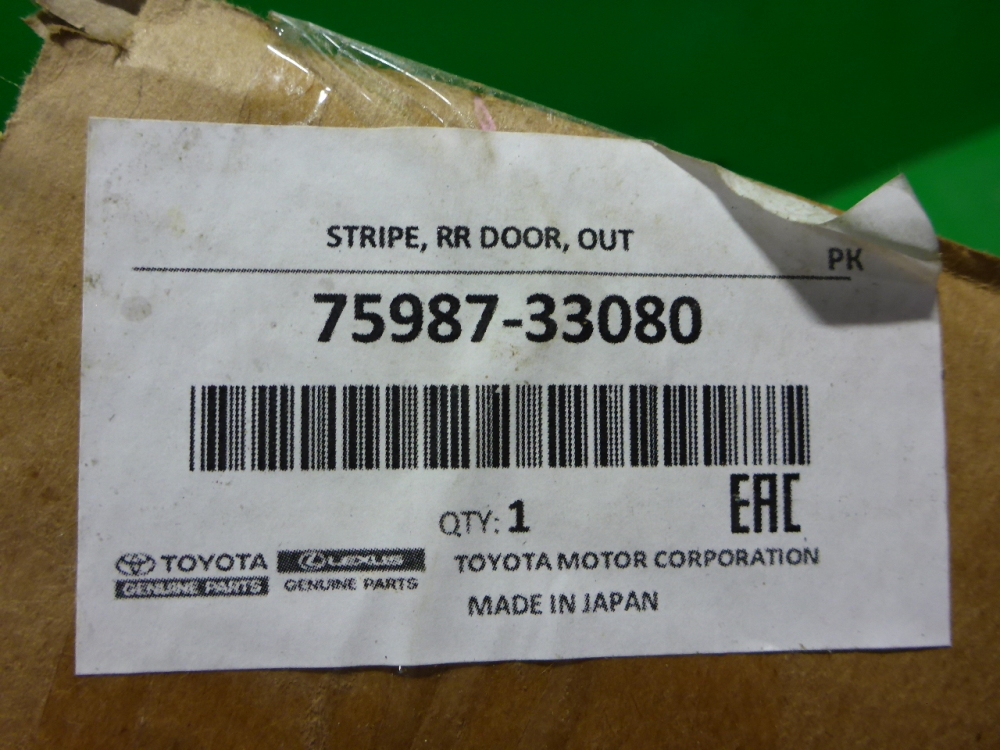 STRIPE, RR DOOR, OUT
PK
75987-33080
QTY: 1
EAC
TOYOTA
GENUINE PARTS
LEXUS
GENUINE PARTS
TOYOTA MOTOR CORPORATION
MADE IN JAPAN